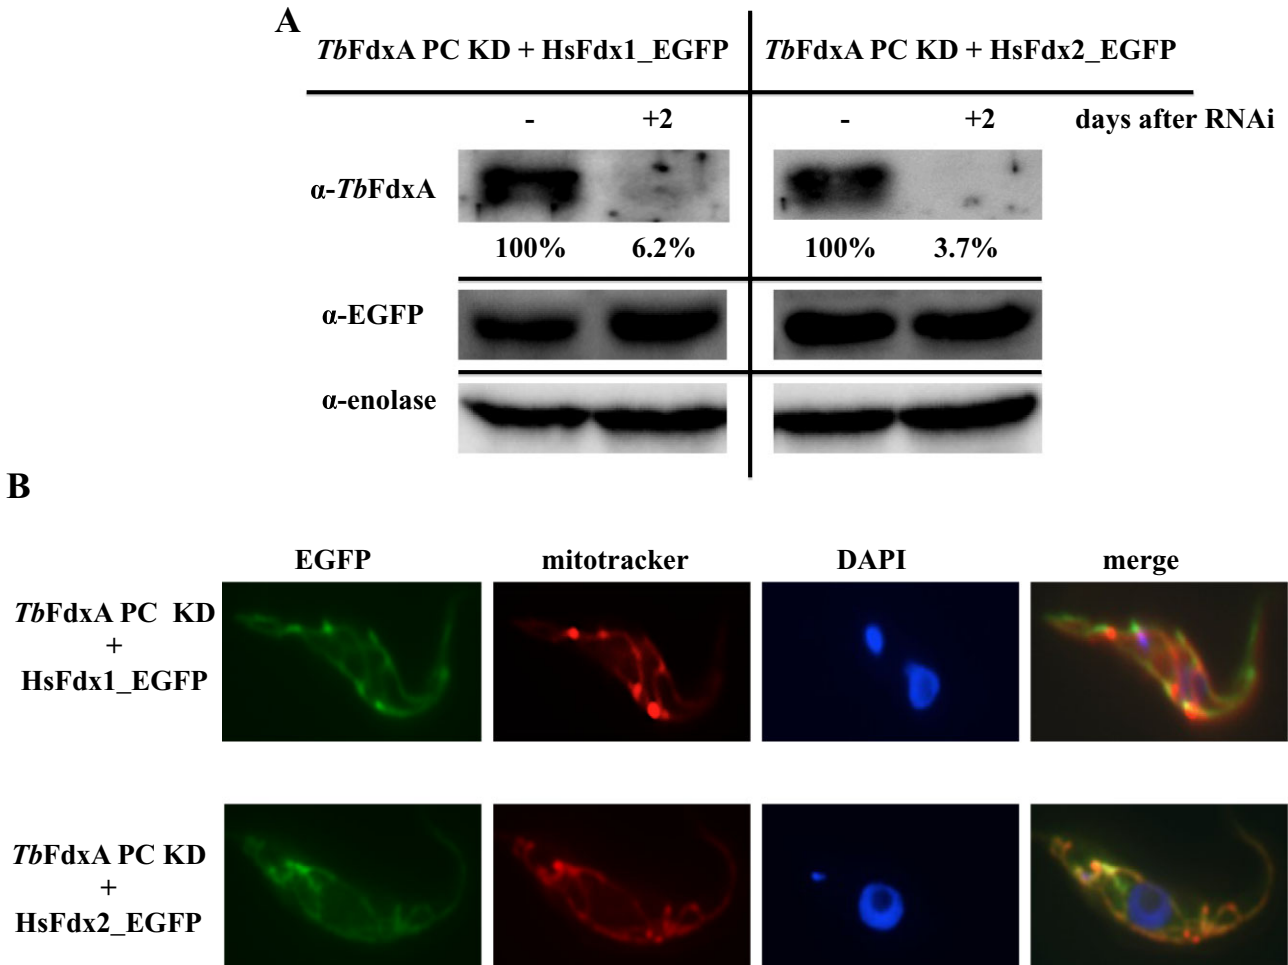 A
TbFdxA PC KD + HsFdx1_EGFP TbFdxA PC KD + HsFdx2_EGFP
- +2 - +2 days after RNAi
α-TbFdxA
100% 6.2% 100% 3.7%
α-EGFP
α-enolase
B
EGFP mitotracker DAPI merge
TbFdxA PC KD
+
HsFdx1_EGFP
TbFdxA PC KD
+
HsFdx2_EGFP